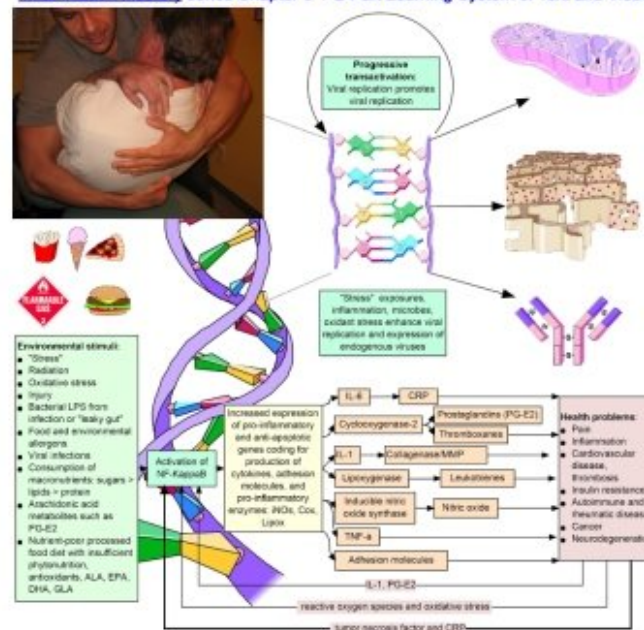 Progressive
transactivation:
Viral replication promotes
viral replication
"Stress" exposures,
inflammation, microbes,
oxidant stress enhance viral
replication and expression of
endogenous viruses
FLAMMABLE
GAS
2
Environmental stimuli:
"Stress"
Radiation
Oxidative stress
Injury
Bacterial LPS from
infection or "leaky gut"
Food and environmental
allergens
Viral infections
Consumption of
macronutrients: sugars >
lipids > protein
Arachidonic acid
metabolites such as
PG-E2
Nutrient-poor processed
food diet with insufficient
phytonutrition,
antioxidants, ALA, EPA,
DHA, GLA
Activation of
NF-KappaB
Increased expression
of pro-inflammatory
and anti-apoptotic
genes coding for
production of
cytokines, adhesion
molecules, and
pro-inflammatory
enzymes: iNOs, Cox,
Lipox
IL-6
CRP
Cyclooxygenase-2
Prostaglandins (PG-E2)
Thromboxanes
IL-1
Collagenase/MMP
Lipoxygenase
Leukotrienes
Inducible nitric
oxide synthase
Nitric oxide
TNF-a
Adhesion molecules
Health problems:
Pain
Inflammation
Cardiovascular
disease,
thrombosis
Insulin resistance
Autoimmune and
rheumatic disease
Cancer
Neurodegeneration
IL-1, PG-E2
reactive oxygen species and oxidative stress
tumor necrosis factor and CRP